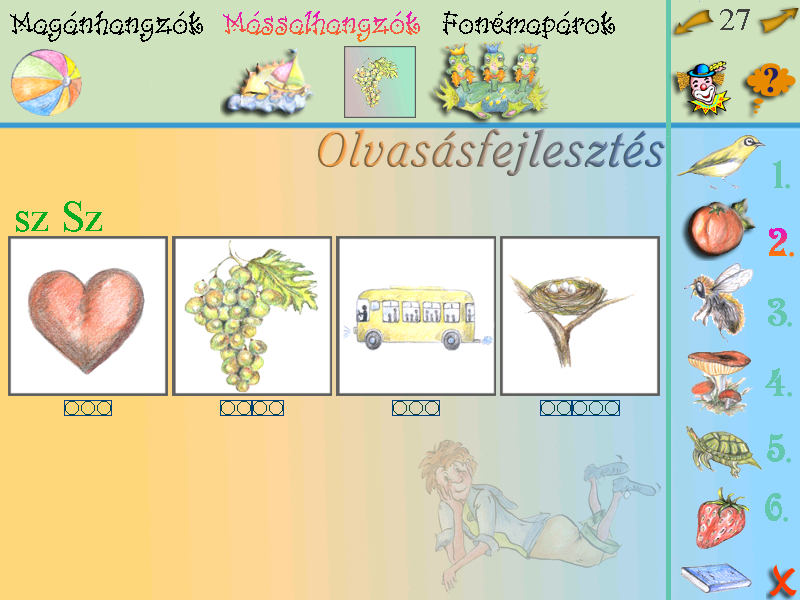 Magánhangzók Mássalhangzók Fonémapárok 27
?
Olvasásfejlesztés
sz Sz
1.
2.
3.
4.
5.
6.